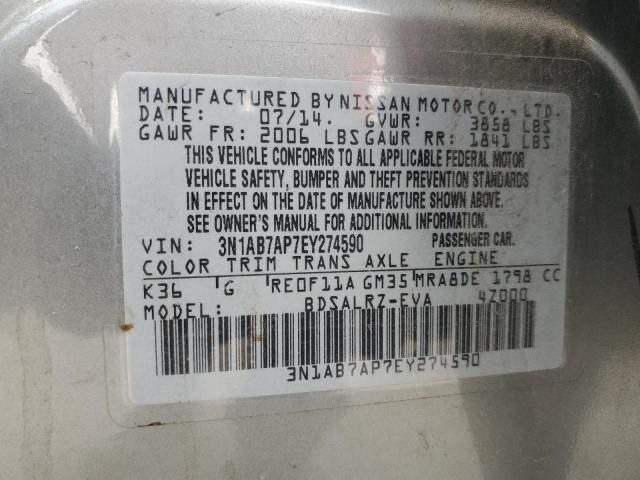 MANUFACTURED BY NISSAN MOTOR CO., LTD.
DATE: 07/14. GVWR: 3858 LBS
GAWR FR: 2006 LBS GAWR RR: 1841 LBS
THIS VEHICLE CONFORMS TO ALL APPLICABLE FEDERAL MOTOR
VEHICLE SAFETY, BUMPER AND THEFT PREVENTION STANDARDS
IN EFFECT ON THE DATE OF MANUFACTURE SHOWN ABOVE.
SEE OWNER'S MANUAL FOR ADDITIONAL INFORMATION.
VIN: 3N1AB7AP7EY274590 PASSENGER CAR.
COLOR TRIM TRANS AXLE ENGINE
K36 G RE0F11A GM35 MRA8DE 1798 CC
MODEL: BDSALRZ-EVA 4Z000
3N1AB7AP7EY274590